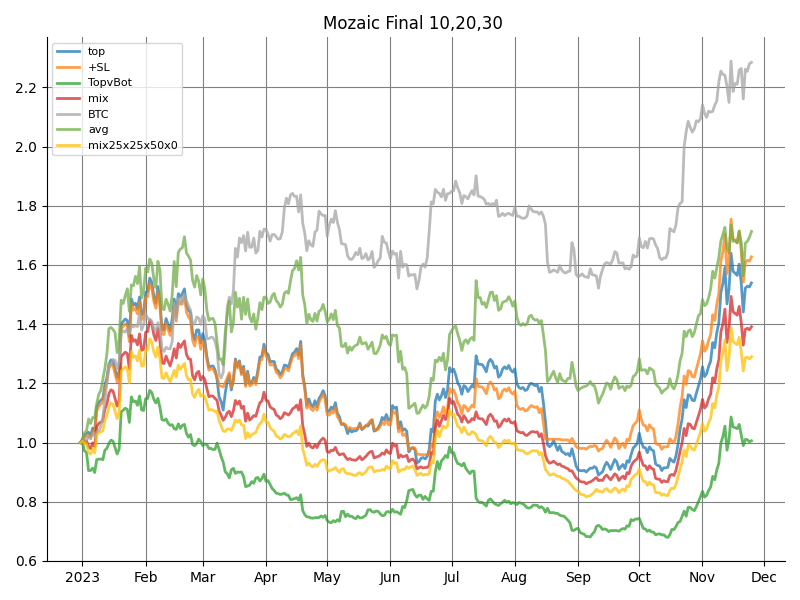 Mozaic Final 10,20,30
top
+SL
TopvBot
mix
BTC
avg
mix25x25x50x0
2.2
2.0
1.8
1.6
1.4
1.2
1.0
0.8
0.6
2023 Feb Mar Apr May Jun Jul Aug Sep Oct Nov Dec